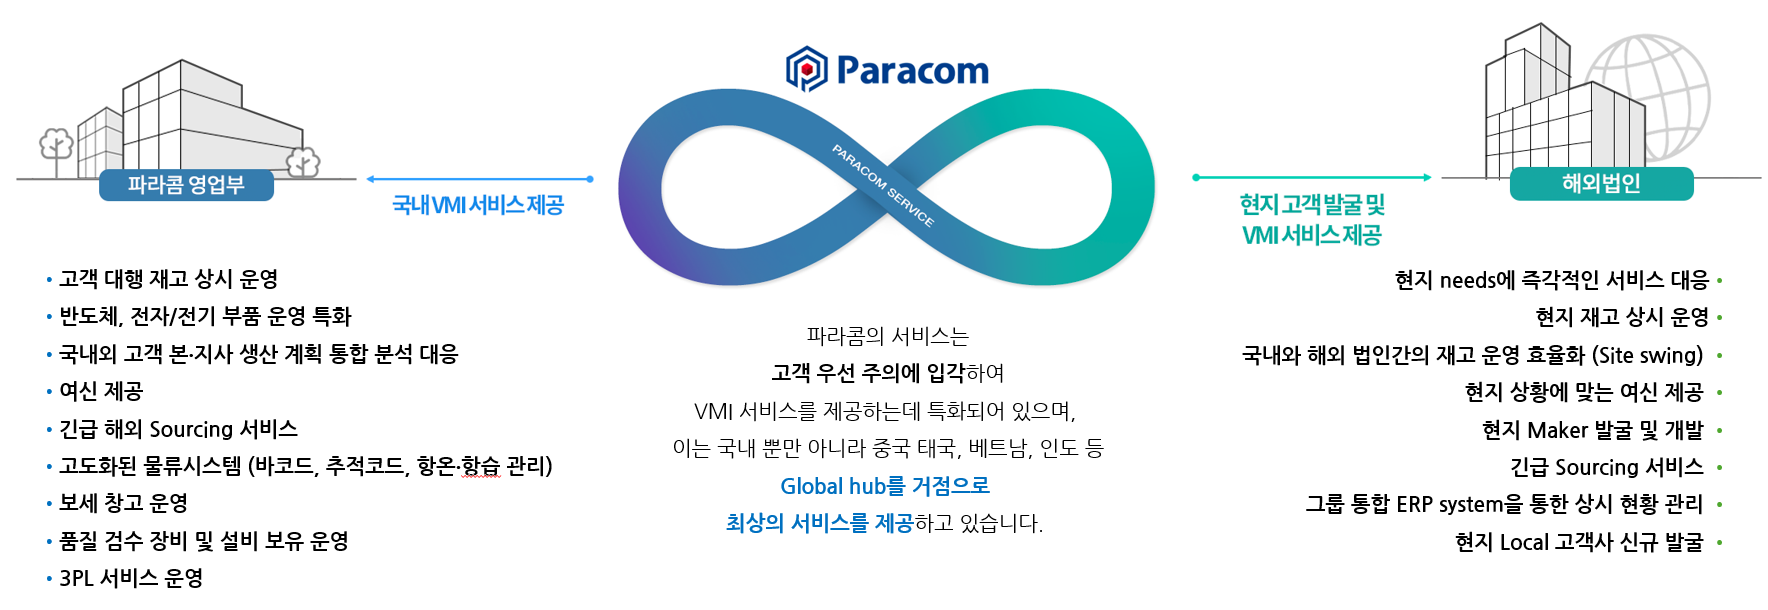 Paracom
PARACOM SERVICE
파라콤 영업부
국내 VMI 서비스 제공
현지 고객 발굴 및
VMI 서비스 제공
해외법인
• 고객 대행 재고 상시 운영
• 반도체, 전자/전기 부품 운영 특화
• 국내외 고객 본·지사 생산 계획 통합 분석 대응
• 여신 제공
• 긴급 해외 Sourcing 서비스
• 고도화된 물류시스템 (바코드, 추적코드, 항온·항습 관리)
• 보세 창고 운영
• 품질 검수 장비 및 설비 보유 운영
• 3PL 서비스 운영
파라콤의 서비스는
고객 우선 주의에 입각하여
VMI 서비스를 제공하는데 특화되어 있으며,
이는 국내 뿐만 아니라 중국 태국, 베트남, 인도 등
Global hub를 거점으로
최상의 서비스를 제공하고 있습니다.
현지 needs에 즉각적인 서비스 대응 •
현지 재고 상시 운영 •
국내와 해외 법인간의 재고 운영 효율화 (Site swing) •
현지 상황에 맞는 여신 제공 •
현지 Maker 발굴 및 개발 •
긴급 Sourcing 서비스 •
그룹 통합 ERP system을 통한 상시 현황 관리 •
현지 Local 고객사 신규 발굴 •